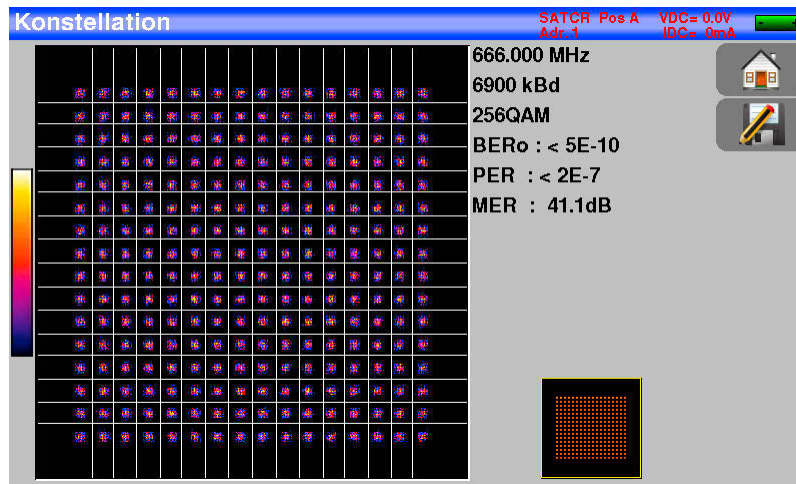 Konstellation
SATCR Pos A VDC= 0.0V
Adr. 1 IDC= 0mA
666.000 MHz
6900 kBd
256QAM
BERo : < 5E-10
PER : < 2E-7
MER : 41.1dB